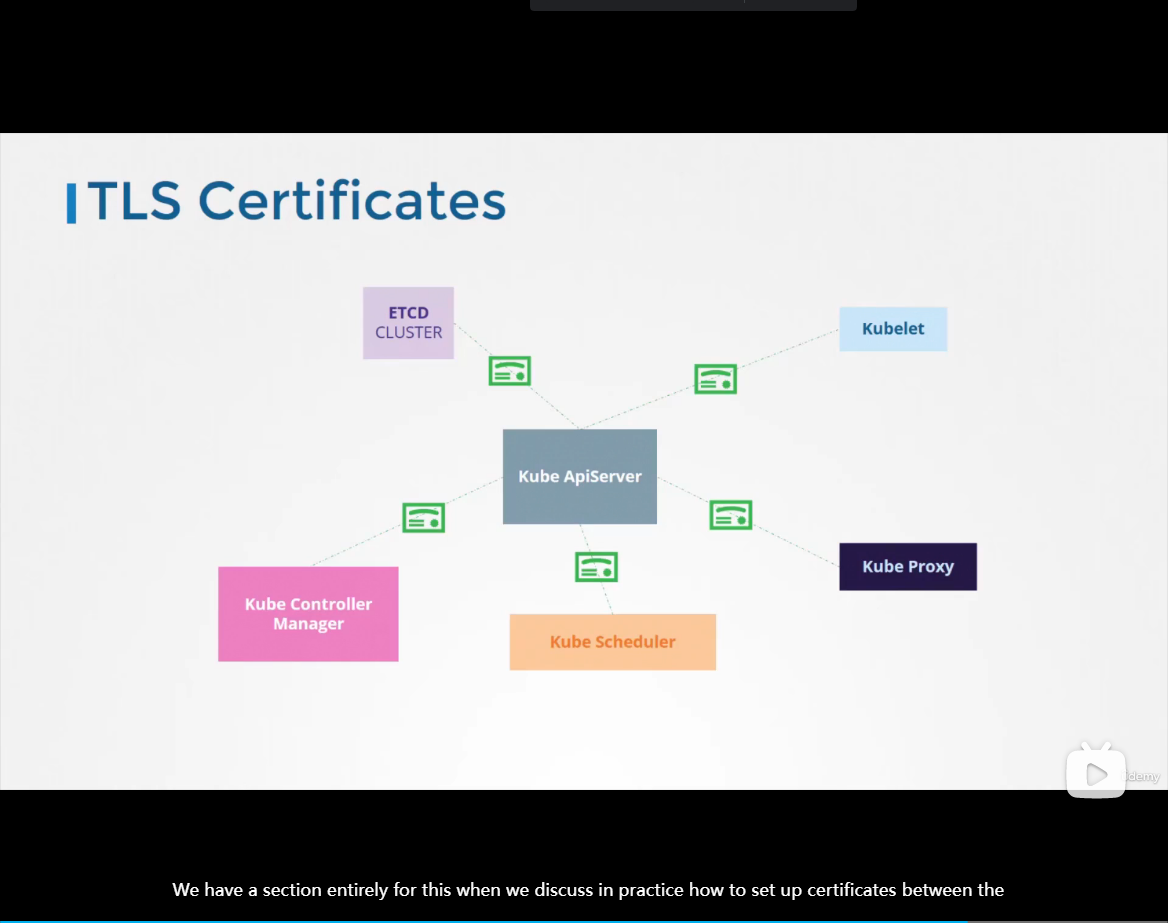 TLS Certificates
ETCD
CLUSTER
Kubelet
Kube ApiServer
Kube Proxy
Kube Controller
Manager
Kube Scheduler
We have a section entirely for this when we discuss in practice how to set up certificates between the